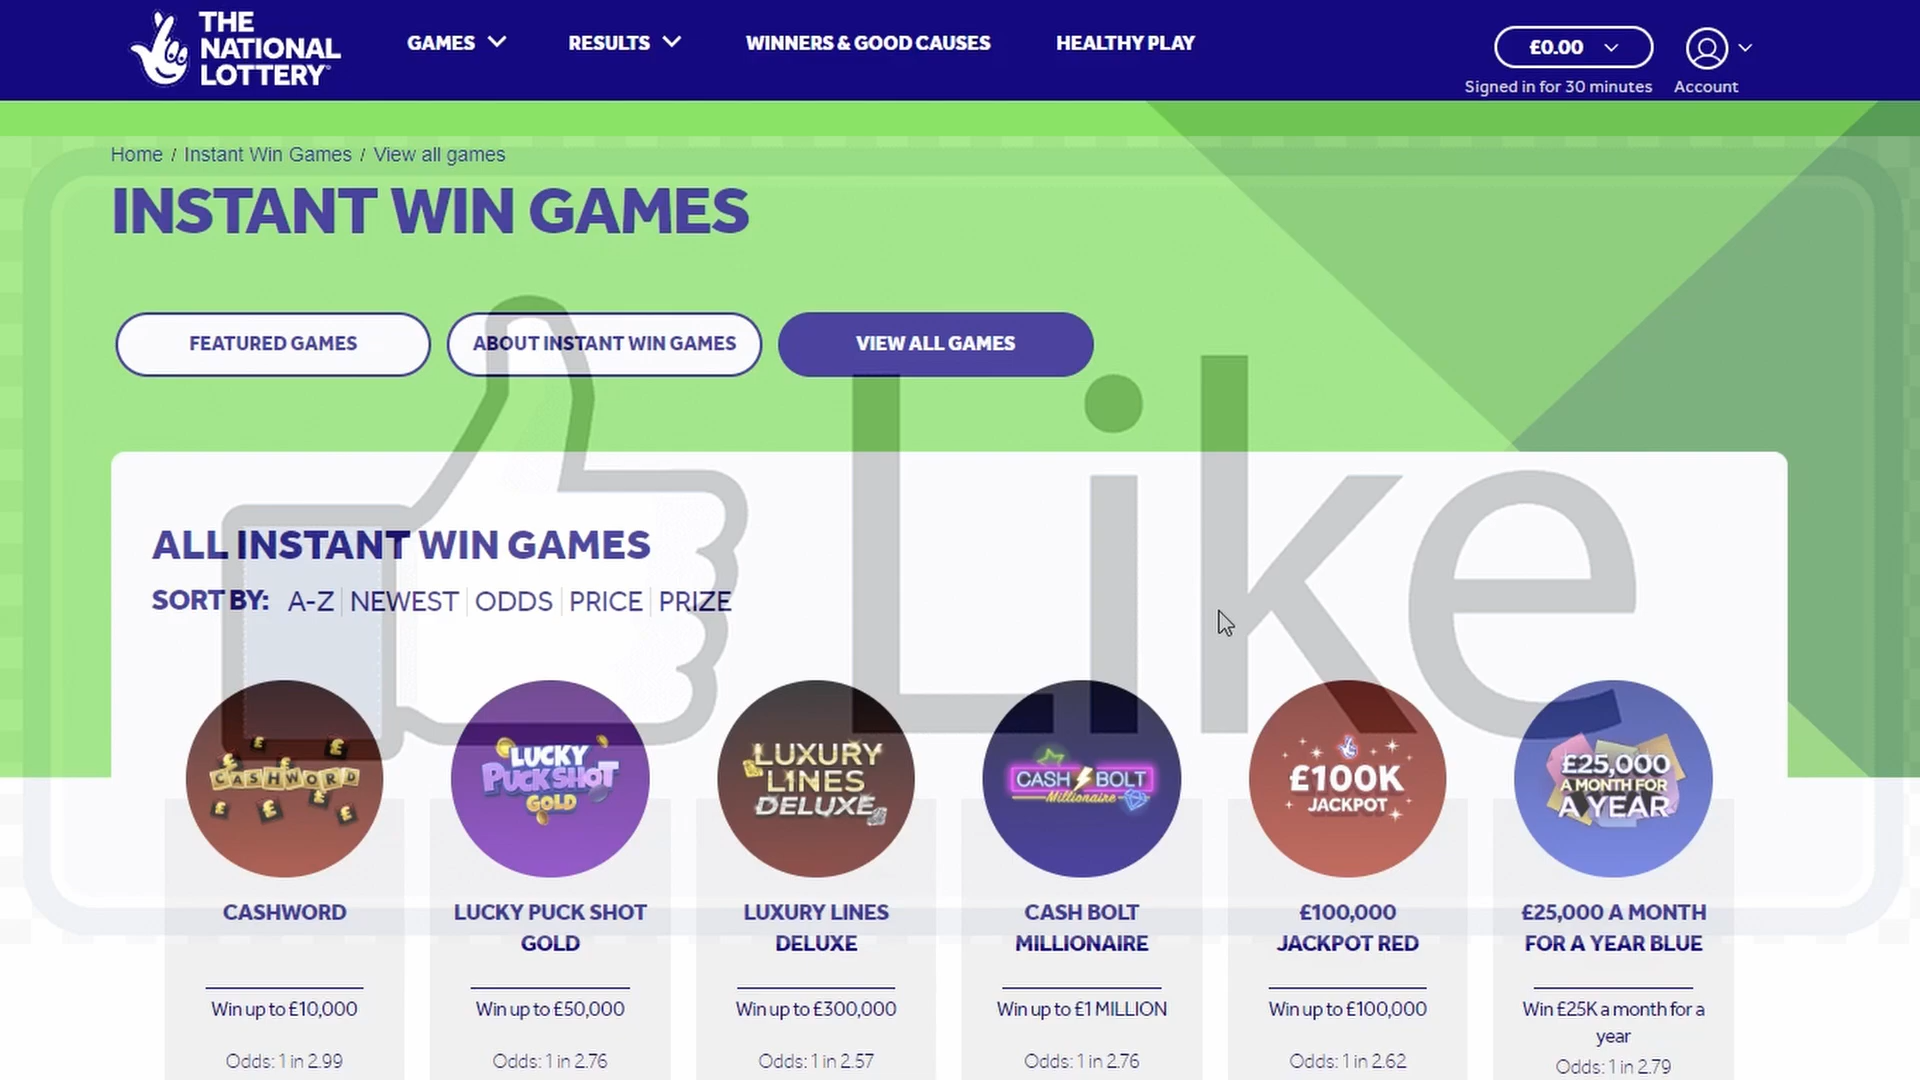 THE
NATIONAL
LOTTERY
GAMES
RESULTS
WINNERS & GOOD CAUSES
HEALTHY PLAY
£0.00
Signed in for 30 minutes
Account
Home / Instant Win Games / View all games
INSTANT WIN GAMES
FEATURED GAMES
ABOUT INSTANT WIN GAMES
VIEW ALL GAMES
Like
ALL INSTANT WIN GAMES
SORT BY: A-Z NEWEST ODDS PRICE PRIZE
CASHWORD
LUCKY
PUCK SHOT
GOLD
LUXURY
LINES
DELUXE
CASH BOLT
Millionaire
£100K
JACKPOT
£25,000
A MONTH FOR
A YEAR
CASHWORD
Win up to £10,000
Odds: 1 in 2.99
LUCKY PUCK SHOT
GOLD
Win up to £50,000
Odds: 1 in 2.76
LUXURY LINES
DELUXE
Win up to £300,000
Odds: 1 in 2.57
CASH BOLT
MILLIONAIRE
Win up to £1 MILLION
Odds: 1 in 2.76
£100,000
JACKPOT RED
Win up to £100,000
Odds: 1 in 2.62
£25,000 A MONTH
FOR A YEAR BLUE
Win £25K a month for a
year
Odds: 1 in 2.79